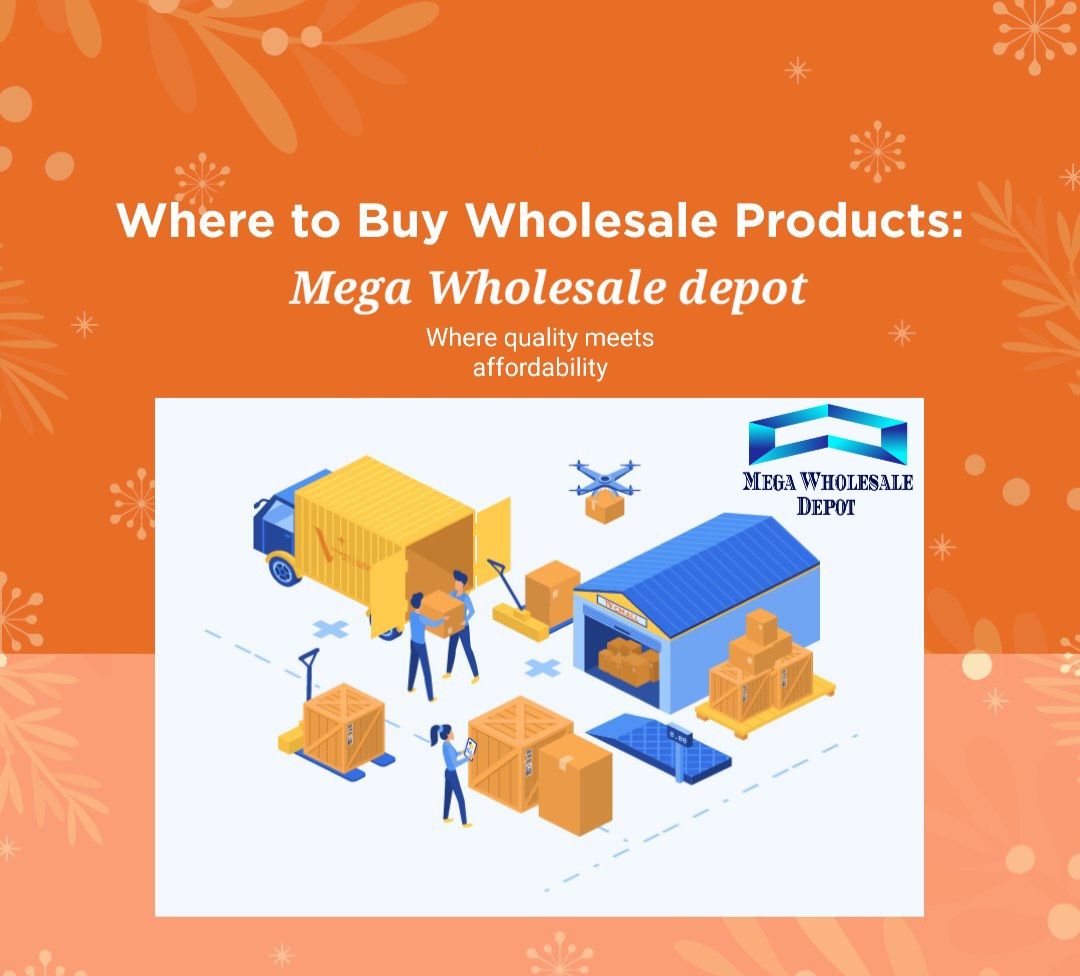 Where to Buy Wholesale Products:
Mega Wholesale depot
Where quality meets
affordability
MEGA WHOLESALE
DEPOT